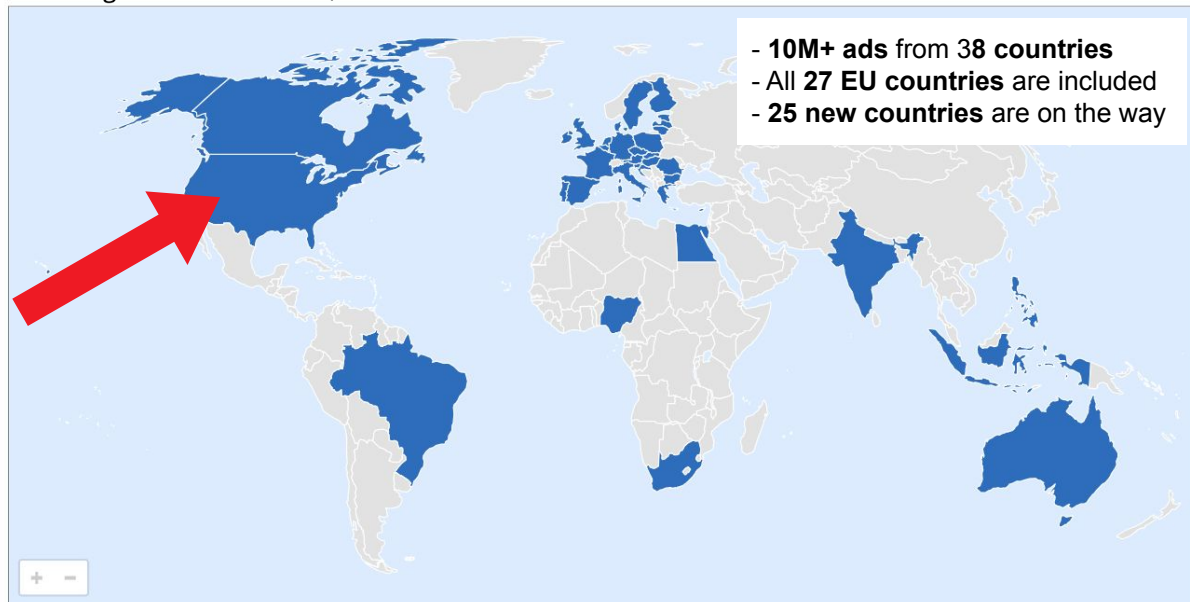 - 10M+ ads from 38 countries
- All 27 EU countries are included
- 25 new countries are on the way
+ −